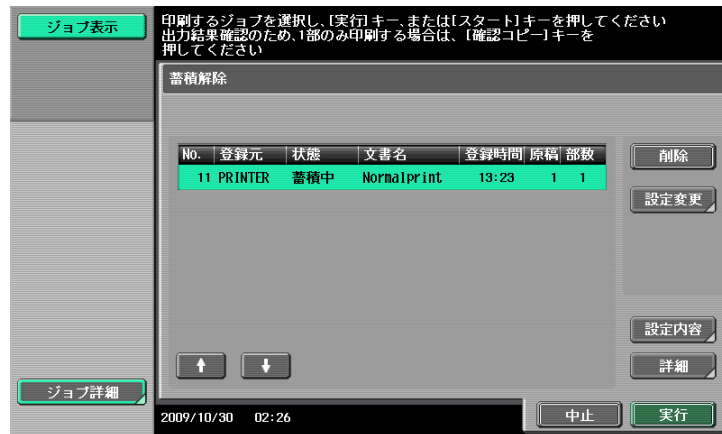 ジョブ表示
印刷するジョブを選択し、[実行]キー、または[スタート]キーを押してください
出力結果確認のため、1部のみ印刷する場合は、[確認コピー]キーを
押してください
蓄積解除
No. 登録元 状態 文書名 登録時間 原稿 部数
11 PRINTER 蓄積中 Normalprint 13:23 1 1
削除
設定変更
設定内容
詳細
ジョブ詳細
2009/10/30 02:26
中止
実行